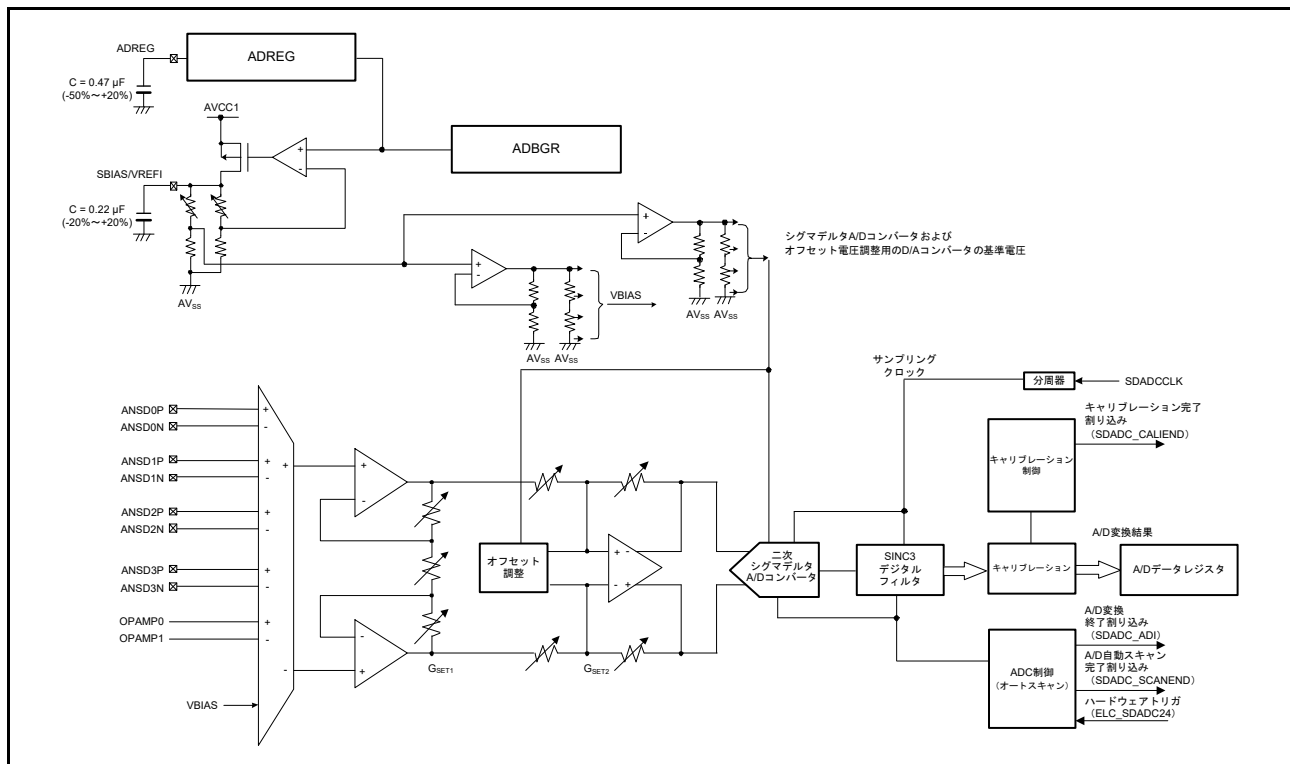 ADREG
ADREG
C = 0.47 µF
(-50%～+20%)
AVCC1
ADBGR
SBIAS/VREFI
C = 0.22 µF
(-20%～+20%)
AVSS
シグマデルタA/Dコンバータおよび
オフセット電圧調整用のD/Aコンバータの基準電圧
VBIAS
AVSS AVSS
AVSS AVSS
サンプリング
クロック
分周器
SDADCCLK
キャリブレーション完了
割り込み
（SDADC_CALIEND）
キャリブレーション
制御
ANSD0P
ANSD0N
ANSD1P
ANSD1N
ANSD2P
ANSD2N
ANSD3P
ANSD3N
OPAMP0
OPAMP1
VBIAS
GSET1
GSET2
オフセット
調整
二次
シグマデルタ
A/Dコンバータ
SINC3
デジタル
フィルタ
キャリブレーション
A/D変換結果
A/Dデータレジスタ
ADC制御
（オートスキャン）
A/D変換
終了割り込み
（SDADC_ADI）
A/D自動スキャン
完了割り込み
（SDADC_SCANEND）
ハードウェアトリガ
（ELC_SDADC24）